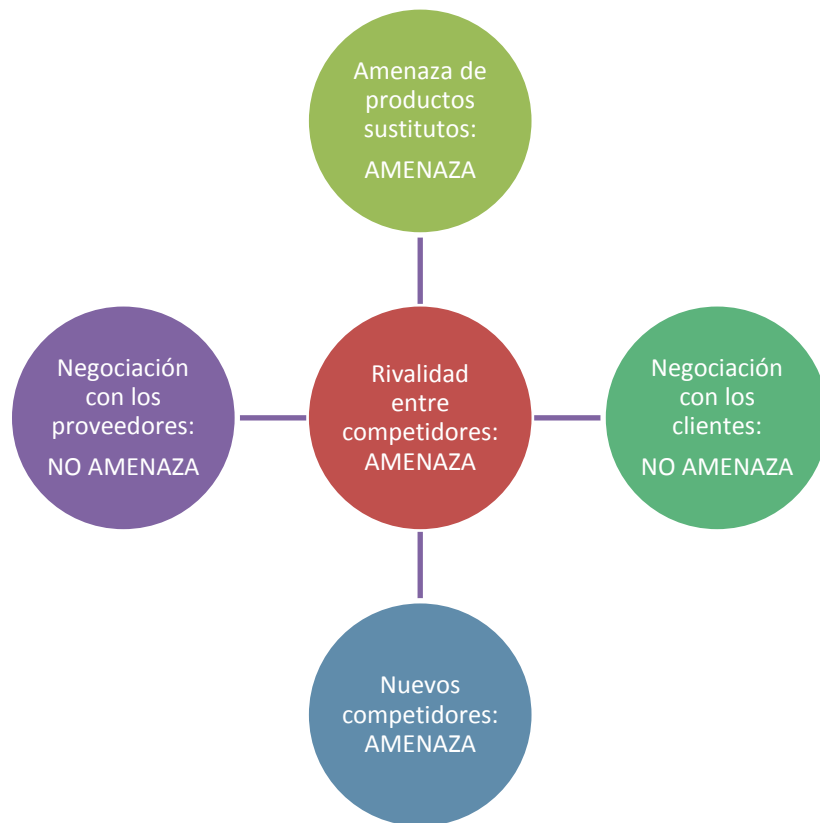 Amenaza de
productos
sustitutos:
AMENAZA
Negociación
con los
proveedores:
NO AMENAZA
Rivalidad
entre
competidores:
AMENAZA
Negociación
con los
clientes:
NO AMENAZA
Nuevos
competidores:
AMENAZA